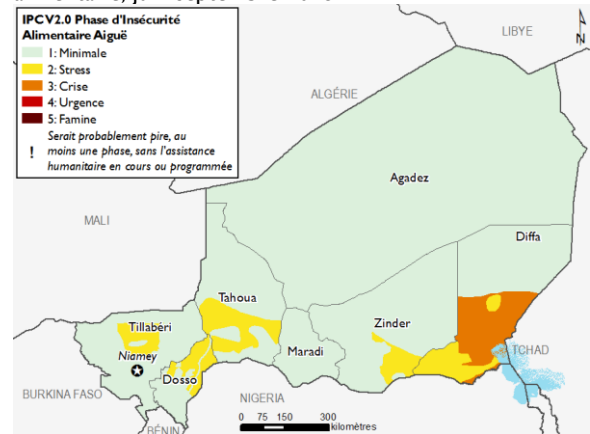 IPCV2.0 Phase d'Insécurité
Alimentaire Aiguë
1: Minimale
2: Stress
3: Crise
4: Urgence
5: Famine
! Serait probablement pire, au
moins une phase, sans l'assistance
humanitaire en cours ou programmée
LIBYE
N
ALGÉRIE
MALI
Agadez
Diffa
Tahoua
Tillabéri
Zinder
Niamey
Maradi
TCHAD
Dosso
BURKINA FASO
NIGERIA
BÉNIN
0 75 150 300
kilomètres